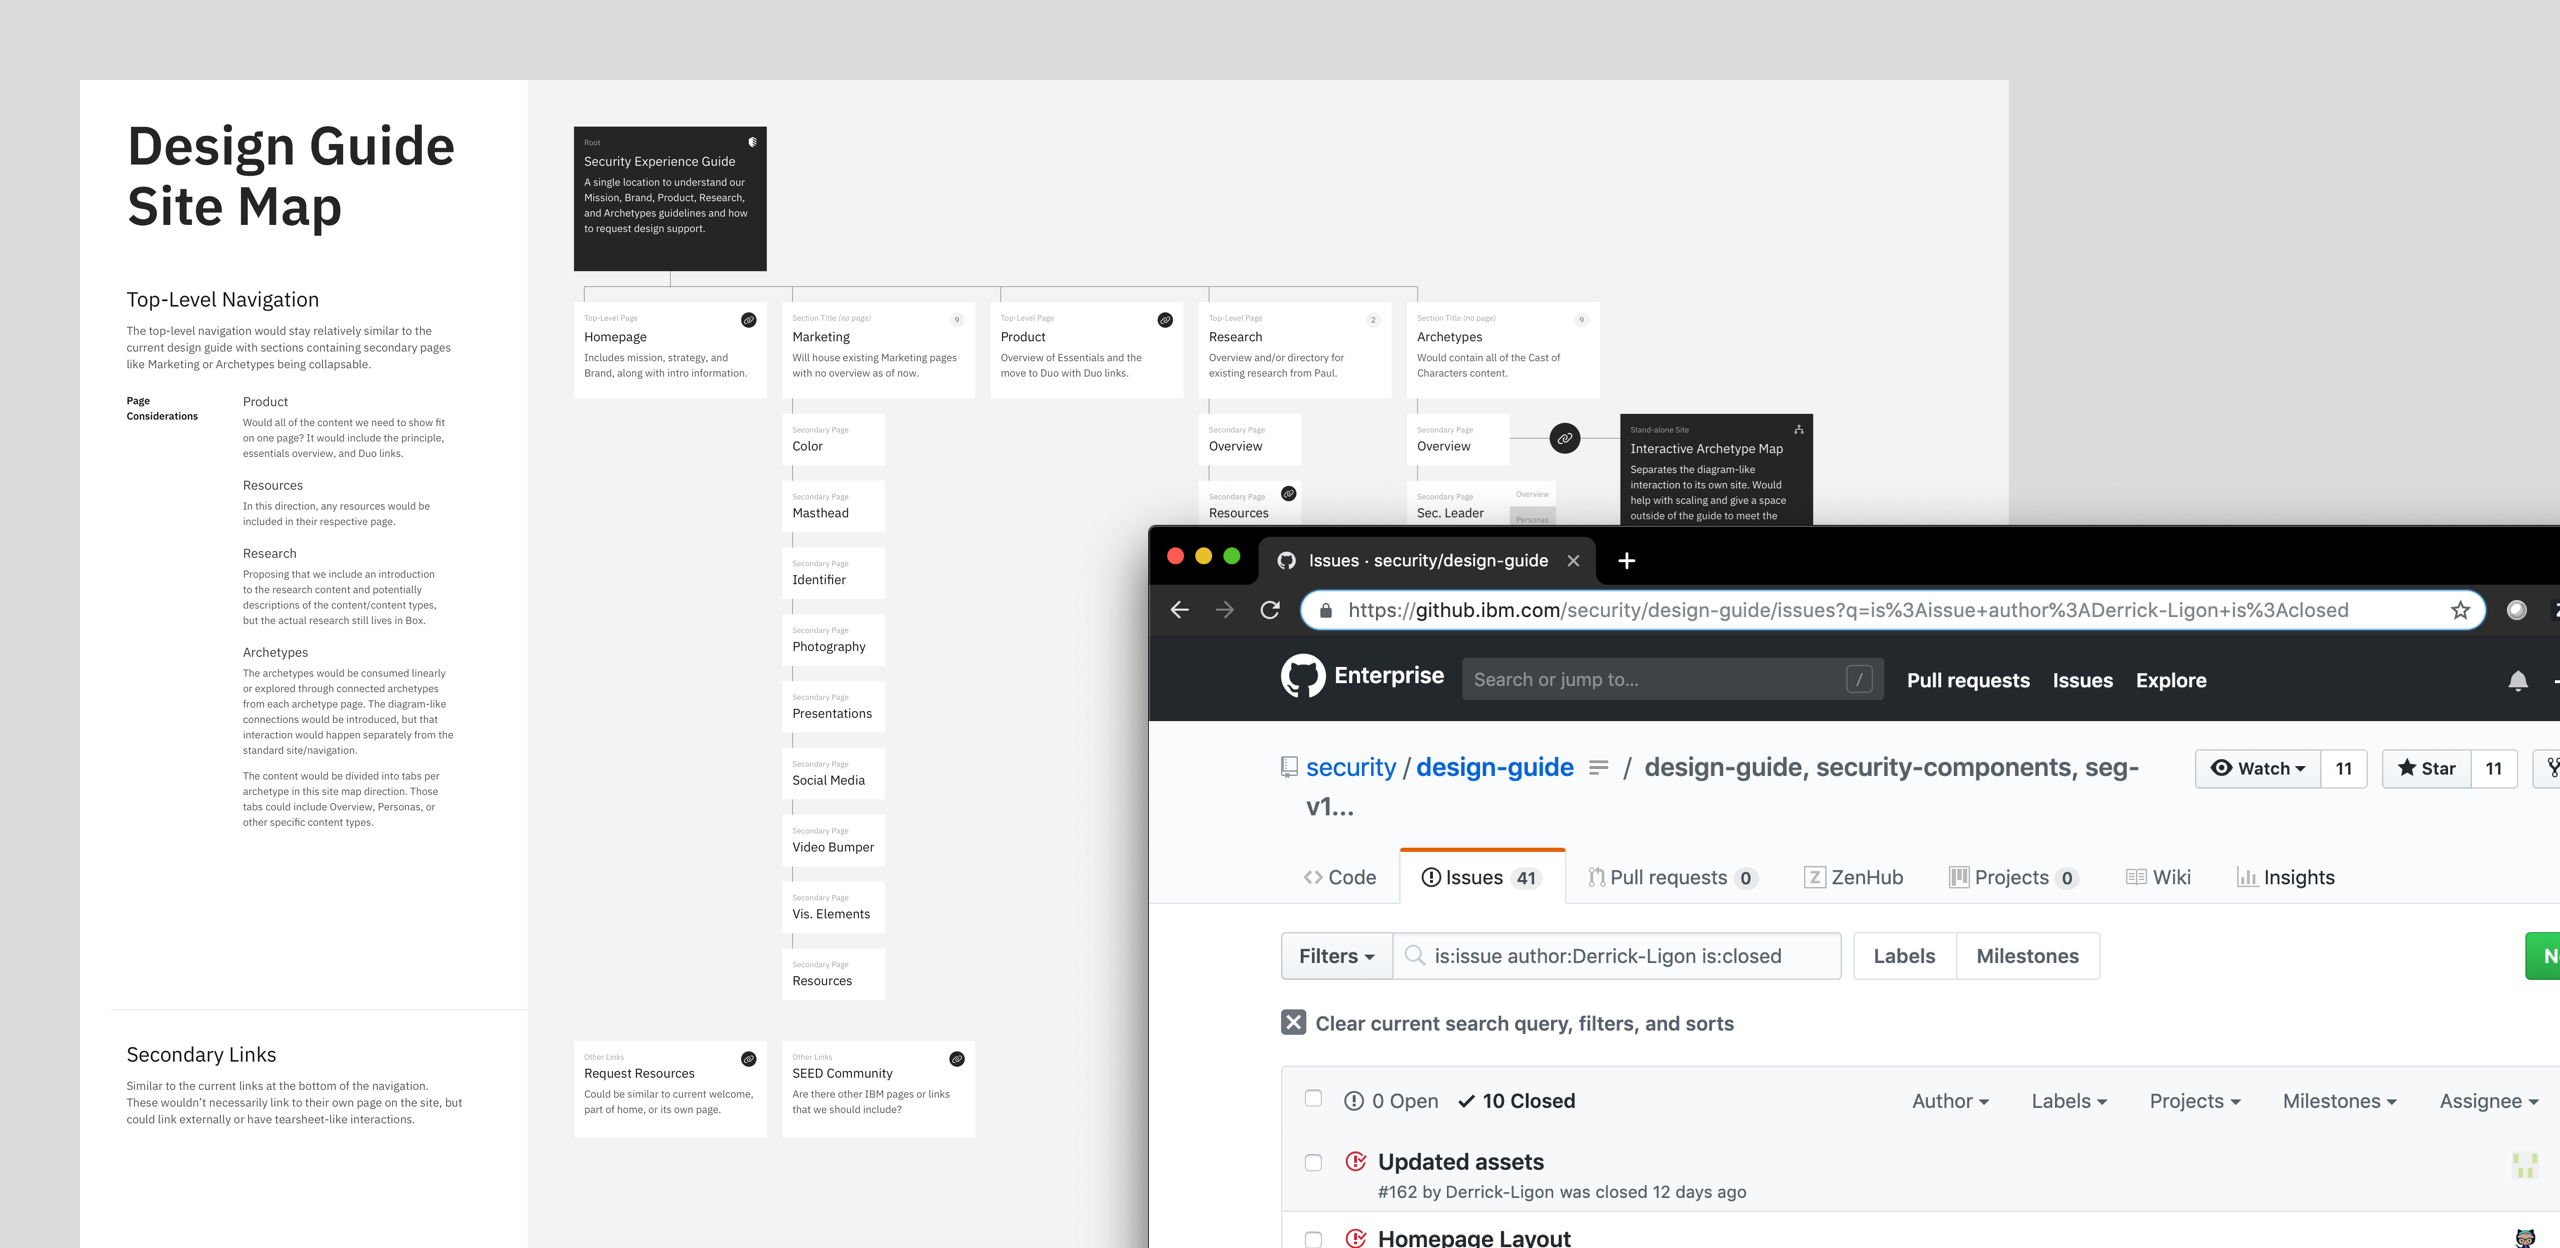 Design Guide
Site Map
Top-Level Navigation
The top-level navigation would stay relatively similar to the
current design guide with sections containing secondary pages
like Marketing or Archetypes being collapsable.
Page
Considerations
Product
Would all of the content we need to show fit
on one page? It would include the principle,
essentials overview, and Duo links.
Resources
In this direction, any resources would be
included in their respective page.
Research
Proposing that we include an introduction
to the research content and potentially
descriptions of the content/content types,
but the actual research still lives in Box.
Archetypes
The archetypes would be consumed linearly
or explored through connected archetypes
from each archetype page. The diagram-like
connections would be introduced, but that
interaction would happen separately from the
standard site/navigation.
The content would be divided into tabs per
archetype in this site map direction. Those
tabs could include Overview, Personas, or
other specific content types.
Secondary Links
Similar to the current links at the bottom of the navigation.
These wouldn't necessarily link to their own page on the site, but
could link externally or have tearsheet-like interactions.
Root
Security Experience Guide
A single location to understand our
Mission, Brand, Product, Research,
and Archetypes guidelines and how
to request design support.
Top-Level Page
Homepage
Includes mission, strategy, and
Brand, along with intro information.
Section Title (no page) 9
Marketing
Will house existing Marketing pages
with no overview as of now.
Top-Level Page
Product
Overview of Essentials and the
move to Duo with Duo links.
Top-Level Page 2
Research
Overview and/or directory for
existing research from Paul.
Section Title (no page) 9
Archetypes
Would contain all of the Cast of
Characters content.
Secondary Page
Color
Secondary Page
Masthead
Secondary Page
Identifier
Secondary Page
Photography
Secondary Page
Presentations
Secondary Page
Social Media
Secondary Page
Video Bumper
Secondary Page
Vis. Elements
Secondary Page
Resources
Secondary Page
Overview
Secondary Page
Resources
Secondary Page
Overview
Secondary Page
Sec. Leader
Overview
Personas
Stand-alone Site
Interactive Archetype Map
Separates the diagram-like
interaction to its own site. Would
help with scaling and give a space
outside of the guide to meet the
Other Links
Request Resources
Could be similar to current welcome,
part of home, or its own page.
Other Links
SEED Community
Are there other IBM pages or links
that we should include?
Issues · security/design-guide
https://github.ibm.com/security/design-guide/issues?q=is%3Aissue+author%3ADerrick-Ligon+is%3Aclosed
Enterprise Search or jump to... / Pull requests Issues Explore
security / design-guide / design-guide, security-components, seg-
v1...
Watch 11 Star 11
Code Issues 41 Pull requests 0 ZenHub Projects 0 Wiki Insights
Filters is:issue author:Derrick-Ligon is:closed Labels Milestones
Clear current search query, filters, and sorts
0 Open 10 Closed Author Labels Projects Milestones Assignee
Updated assets
#162 by Derrick-Ligon was closed 12 days ago
Homepage Layout